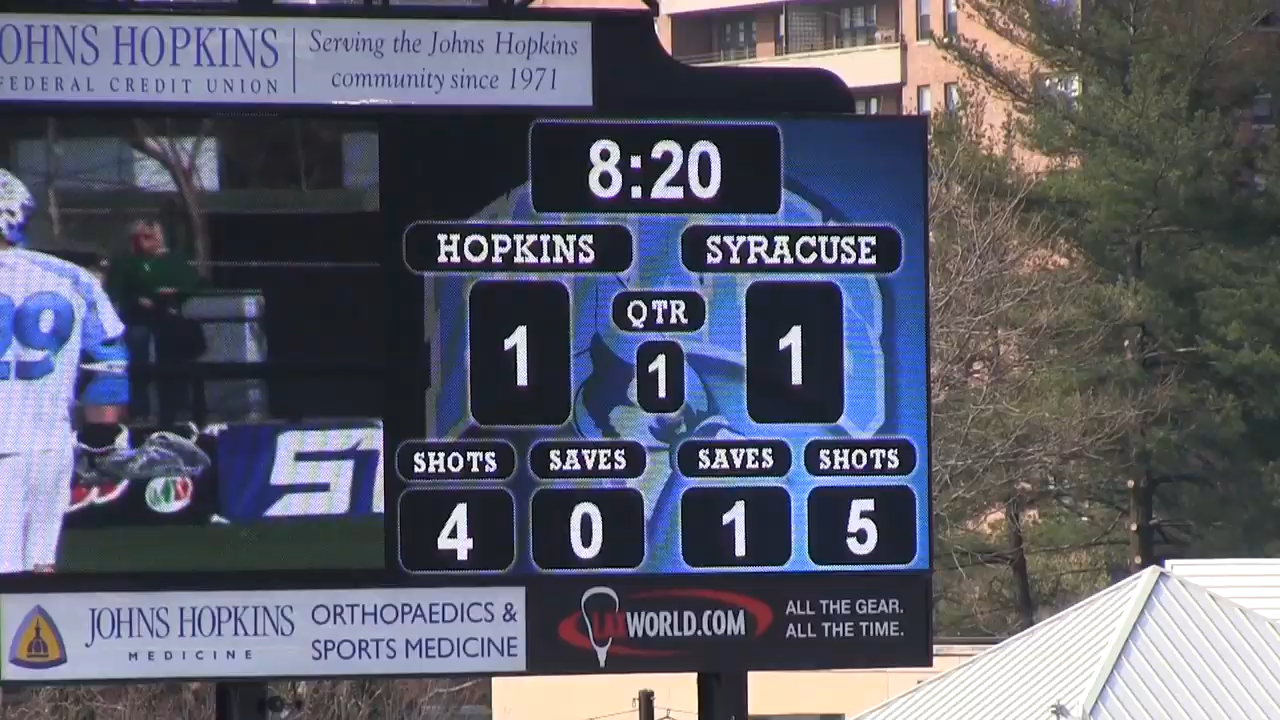 OHNS HOPKINS
FEDERAL CREDIT UNION
Serving the Johns Hopkins
community since 1971
8:20
HOPKINS
SYRACUSE
1
QTR
1
1
SHOTS
SAVES
SAVES
SHOTS
4
0
1
5
JOHNS HOPKINS
MEDICINE
ORTHOPAEDICS &
SPORTS MEDICINE
LAXWORLD.COM
ALL THE GEAR.
ALL THE TIME.